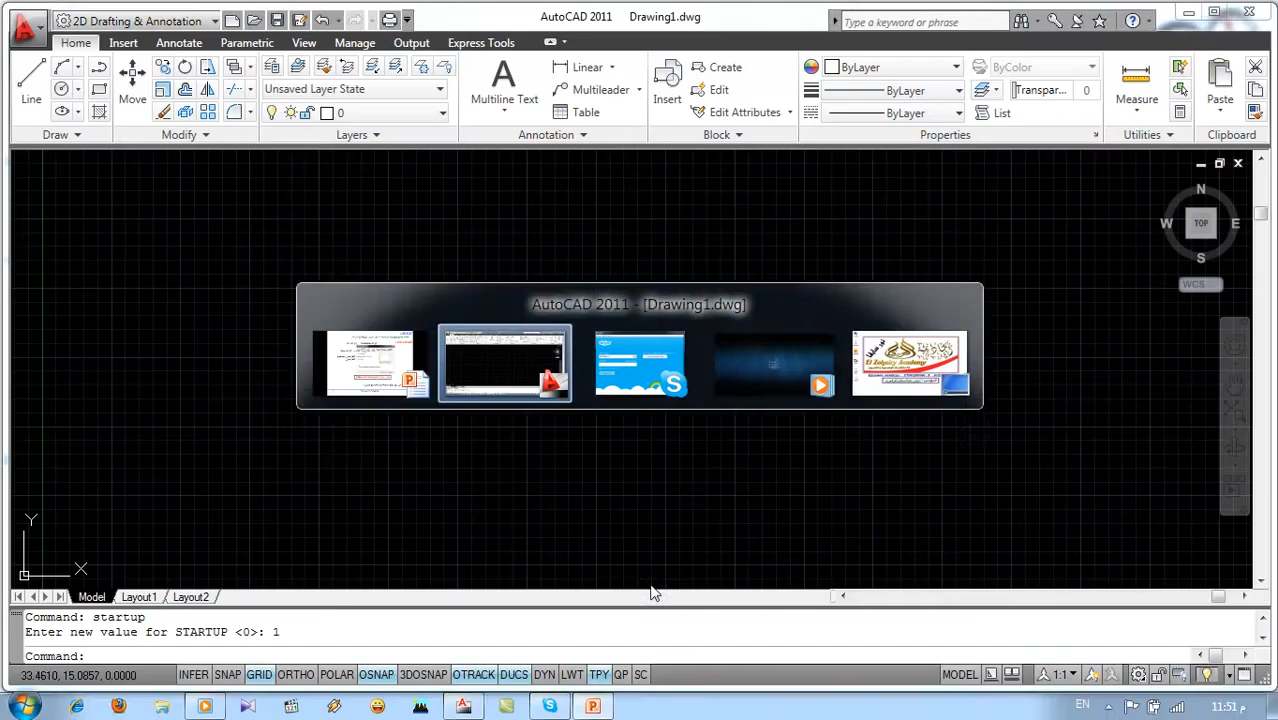 2D Drafting & Annotation
AutoCAD 2011 Drawing1.dwg
Type a keyword or phrase
Home Insert Annotate Parametric View Manage Output Express Tools
Line
Move
Unsaved Layer State
0
Multiline Text
Linear
Multileader
Table
Insert
Create
Edit
Edit Attributes
ByLayer
ByLayer
ByLayer
ByColor
Transpar... 0
List
Measure
Paste
Draw Modify Layers Annotation Block Properties Utilities Clipboard
N
W TOP E
S
WCS
AutoCAD 2011 - [Drawing1.dwg]
El Zohairy Academy
Y
X
Model Layout1 Layout2
Command: startup
Enter new value for STARTUP <0>: 1
Command:
33.4610, 15.0857, 0.0000 INFER SNAP GRID ORTHO POLAR OSNAP 3DOSNAP OTRACK DUCS DYN LWT TPY QP SC MODEL 1:1
EN 11:51 م